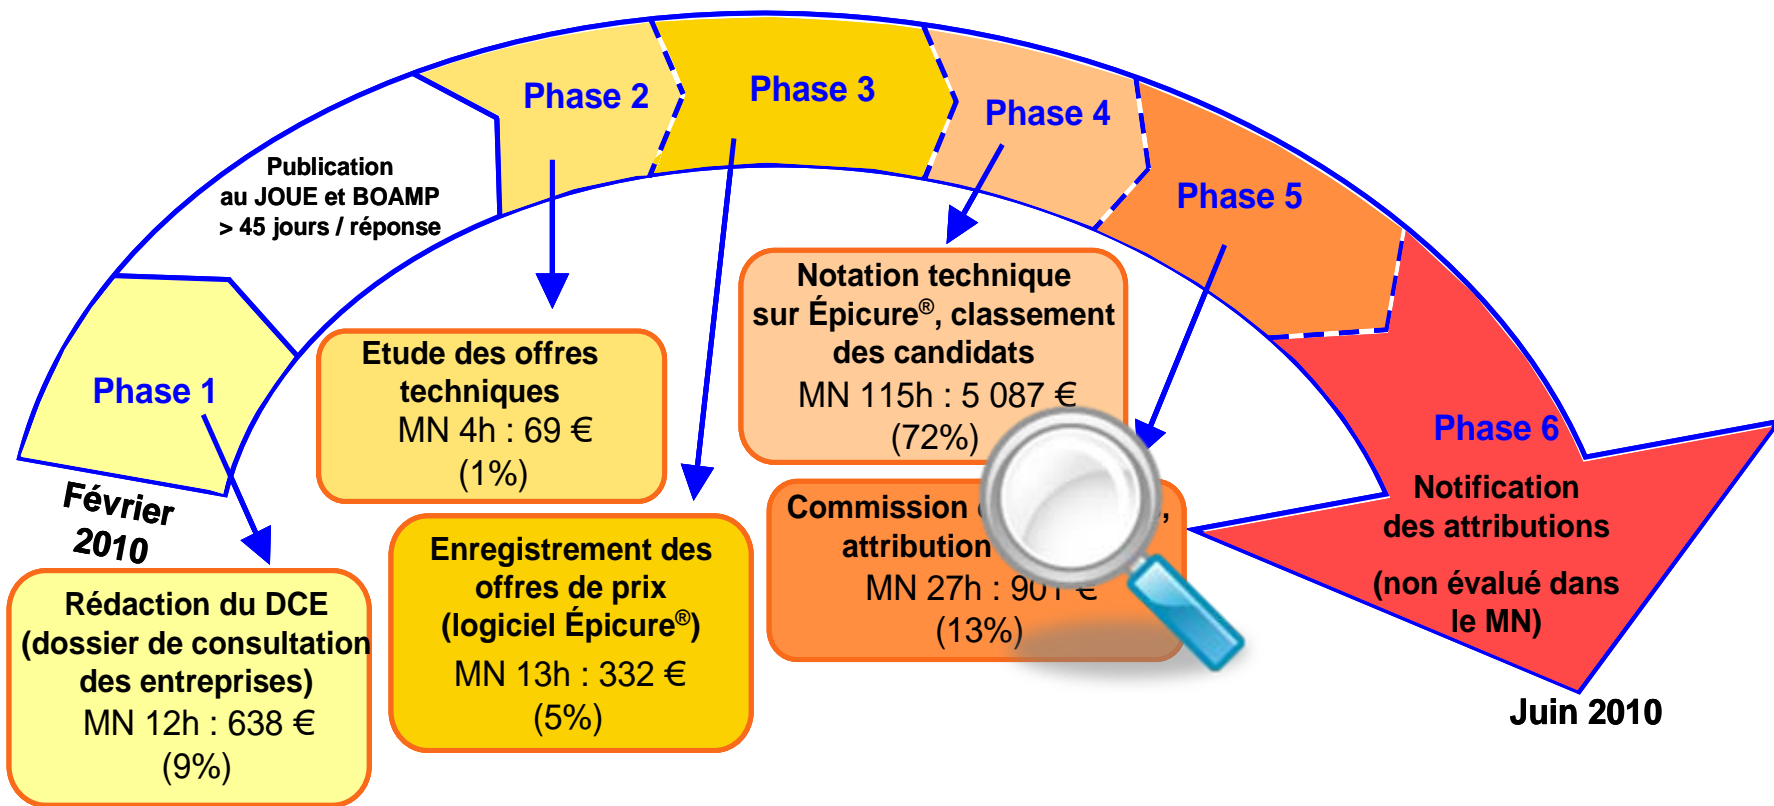 Phase 1
Février
2010
Rédaction du DCE
(dossier de consultation
des entreprises)
MN 12h : 638 €
(9%)
Publication
au JOUE et BOAMP
> 45 jours / réponse
Phase 2
Etude des offres
techniques
MN 4h : 69 €
(1%)
Phase 3
Enregistrement des
offres de prix
(logiciel Épicure®)
MN 13h : 332 €
(5%)
Phase 4
Notation technique
sur Épicure®, classement
des candidats
MN 115h : 5 087 €
(72%)
Phase 5
Commission
attribution
MN 27h : 901 €
(13%)
Phase 6
Notification
des attributions
(non évalué dans
le MN)
Juin 2010